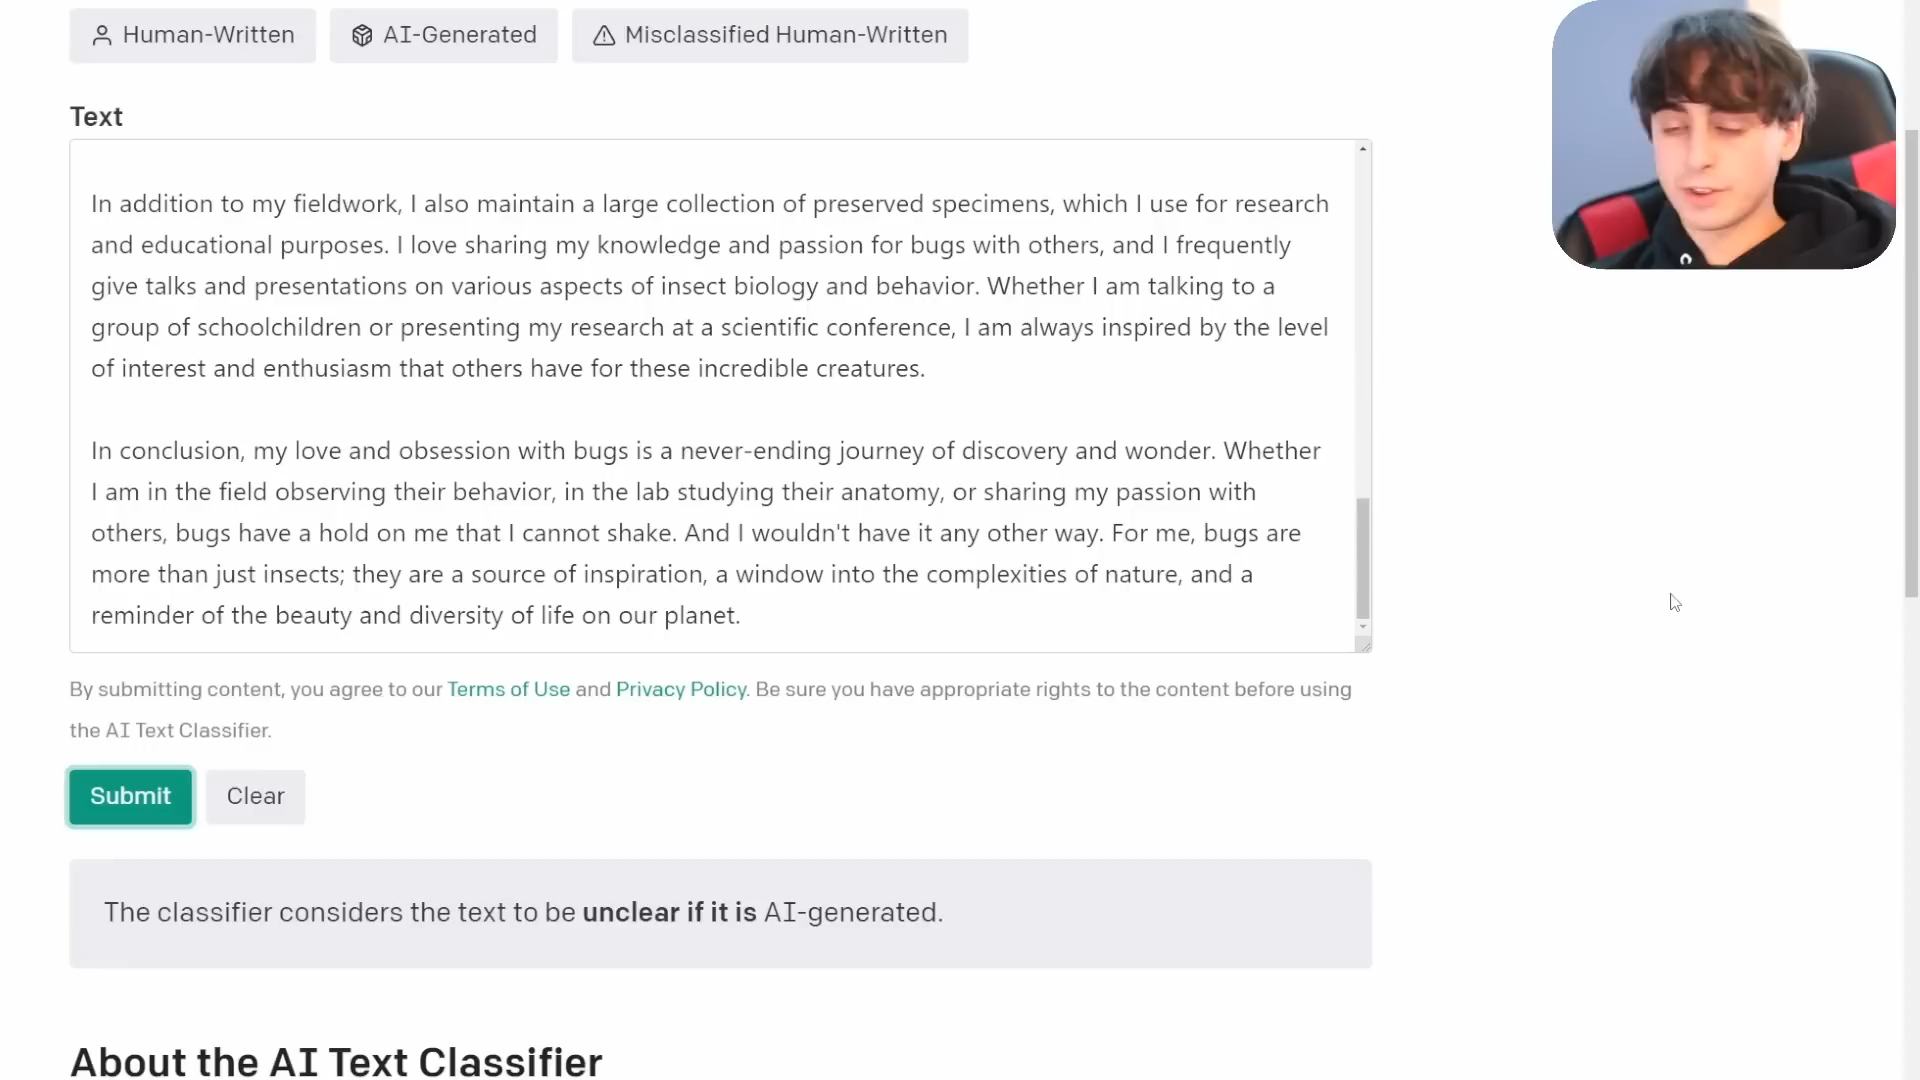 Human-Written AI-Generated Misclassified Human-Written
Text
In addition to my fieldwork, I also maintain a large collection of preserved specimens, which I use for research
and educational purposes. I love sharing my knowledge and passion for bugs with others, and I frequently
give talks and presentations on various aspects of insect biology and behavior. Whether I am talking to a
group of schoolchildren or presenting my research at a scientific conference, I am always inspired by the level
of interest and enthusiasm that others have for these incredible creatures.
In conclusion, my love and obsession with bugs is a never-ending journey of discovery and wonder. Whether
I am in the field observing their behavior, in the lab studying their anatomy, or sharing my passion with
others, bugs have a hold on me that I cannot shake. And I wouldn't have it any other way. For me, bugs are
more than just insects; they are a source of inspiration, a window into the complexities of nature, and a
reminder of the beauty and diversity of life on our planet.
By submitting content, you agree to our Terms of Use and Privacy Policy. Be sure you have appropriate rights to the content before using
the AI Text Classifier.
Submit Clear
The classifier considers the text to be unclear if it is AI-generated.
About the AI Text Classifier